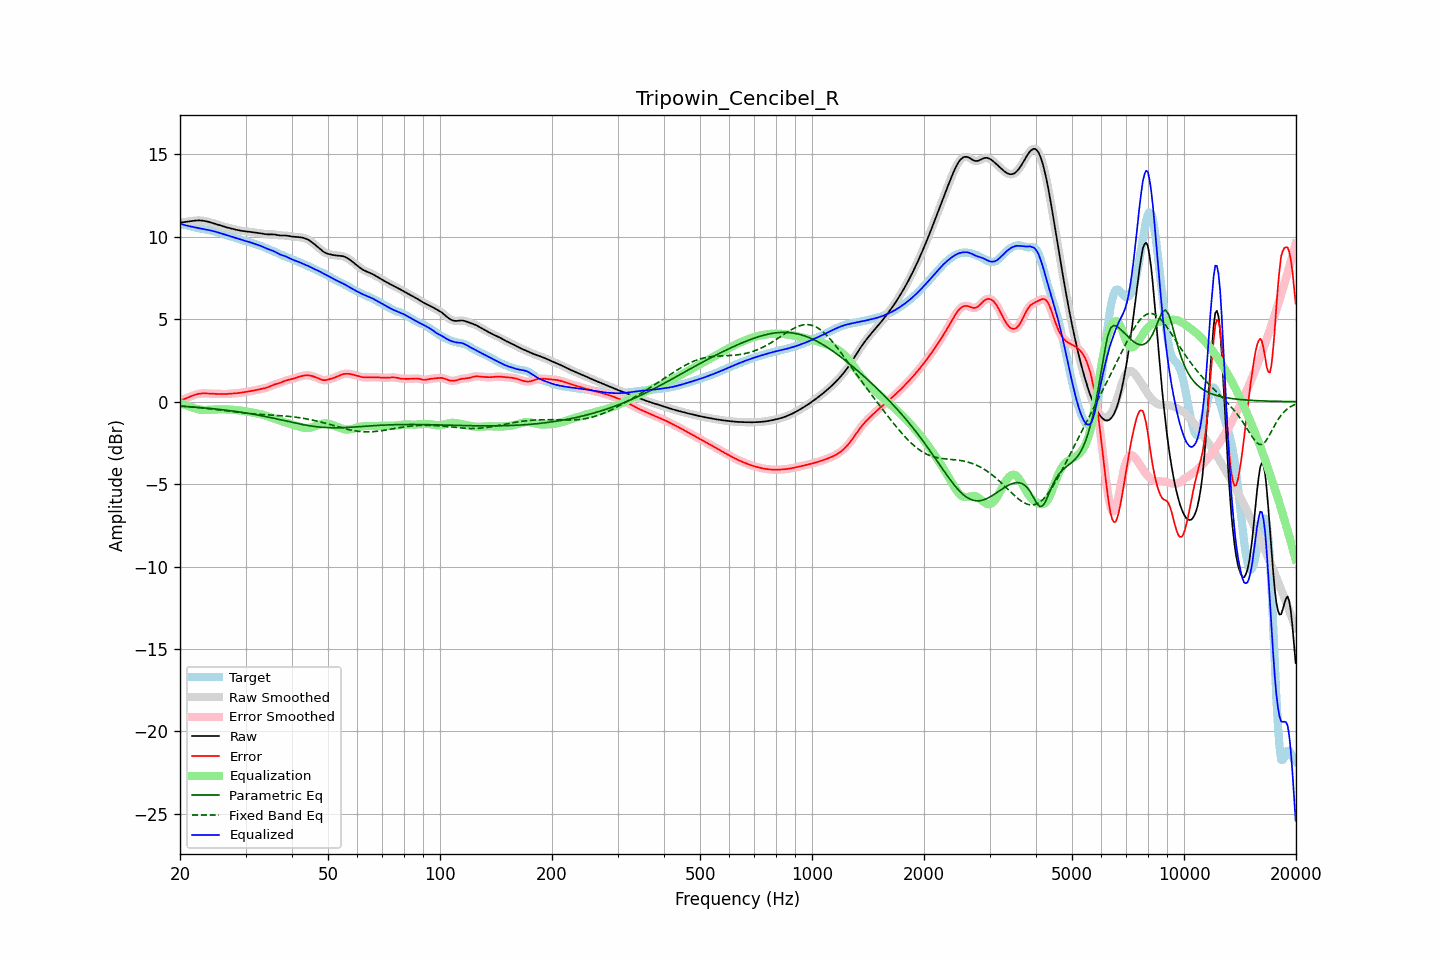 Tripowin_Cencibel_R
15
10
5
0
−5
−10
−15
−20
−25
Amplitude (dBr)
Target
Raw Smoothed
Error Smoothed
Raw
Error
Equalization
Parametric Eq
Fixed Band Eq
Equalized
20 50 100 200 500 1000 2000 5000 10000 20000
Frequency (Hz)